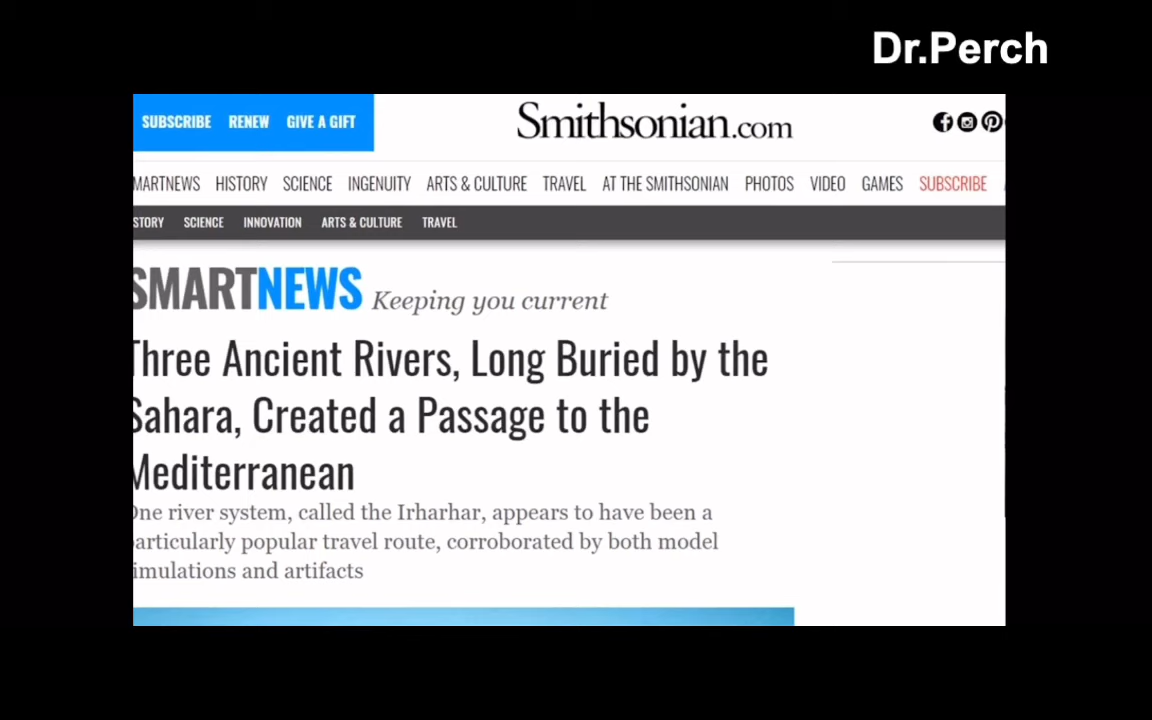 Dr.Perch
SUBSCRIBE RENEW GIVE A GIFT
Smithsonian.com
MARTNEWS HISTORY SCIENCE INGENUITY ARTS & CULTURE TRAVEL AT THE SMITHSONIAN PHOTOS VIDEO GAMES SUBSCRIBE
STORY SCIENCE INNOVATION ARTS & CULTURE TRAVEL
SMARTNEWS Keeping you current
Three Ancient Rivers, Long Buried by the
Sahara, Created a Passage to the
Mediterranean
One river system, called the Irharhar, appears to have been a
particularly popular travel route, corroborated by both model
imulations and artifacts